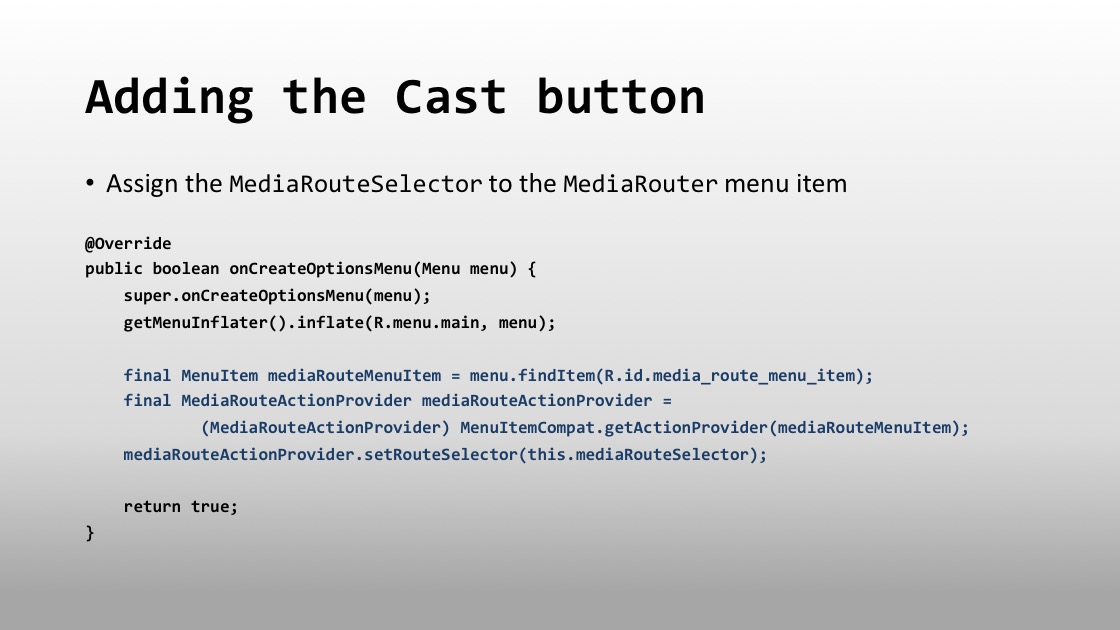 Adding the Cast button
• Assign the MediaRouteSelector to the MediaRouter menu item
@Override
public boolean onCreateOptionsMenu(Menu menu) {
    super.onCreateOptionsMenu(menu);
    getMenuInflater().inflate(R.menu.main, menu);
    final MenuItem mediaRouteMenuItem = menu.findItem(R.id.media_route_menu_item);
    final MediaRouteActionProvider mediaRouteActionProvider =
            (MediaRouteActionProvider) MenuItemCompat.getActionProvider(mediaRouteMenuItem);
    mediaRouteActionProvider.setRouteSelector(this.mediaRouteSelector);
    return true;
}